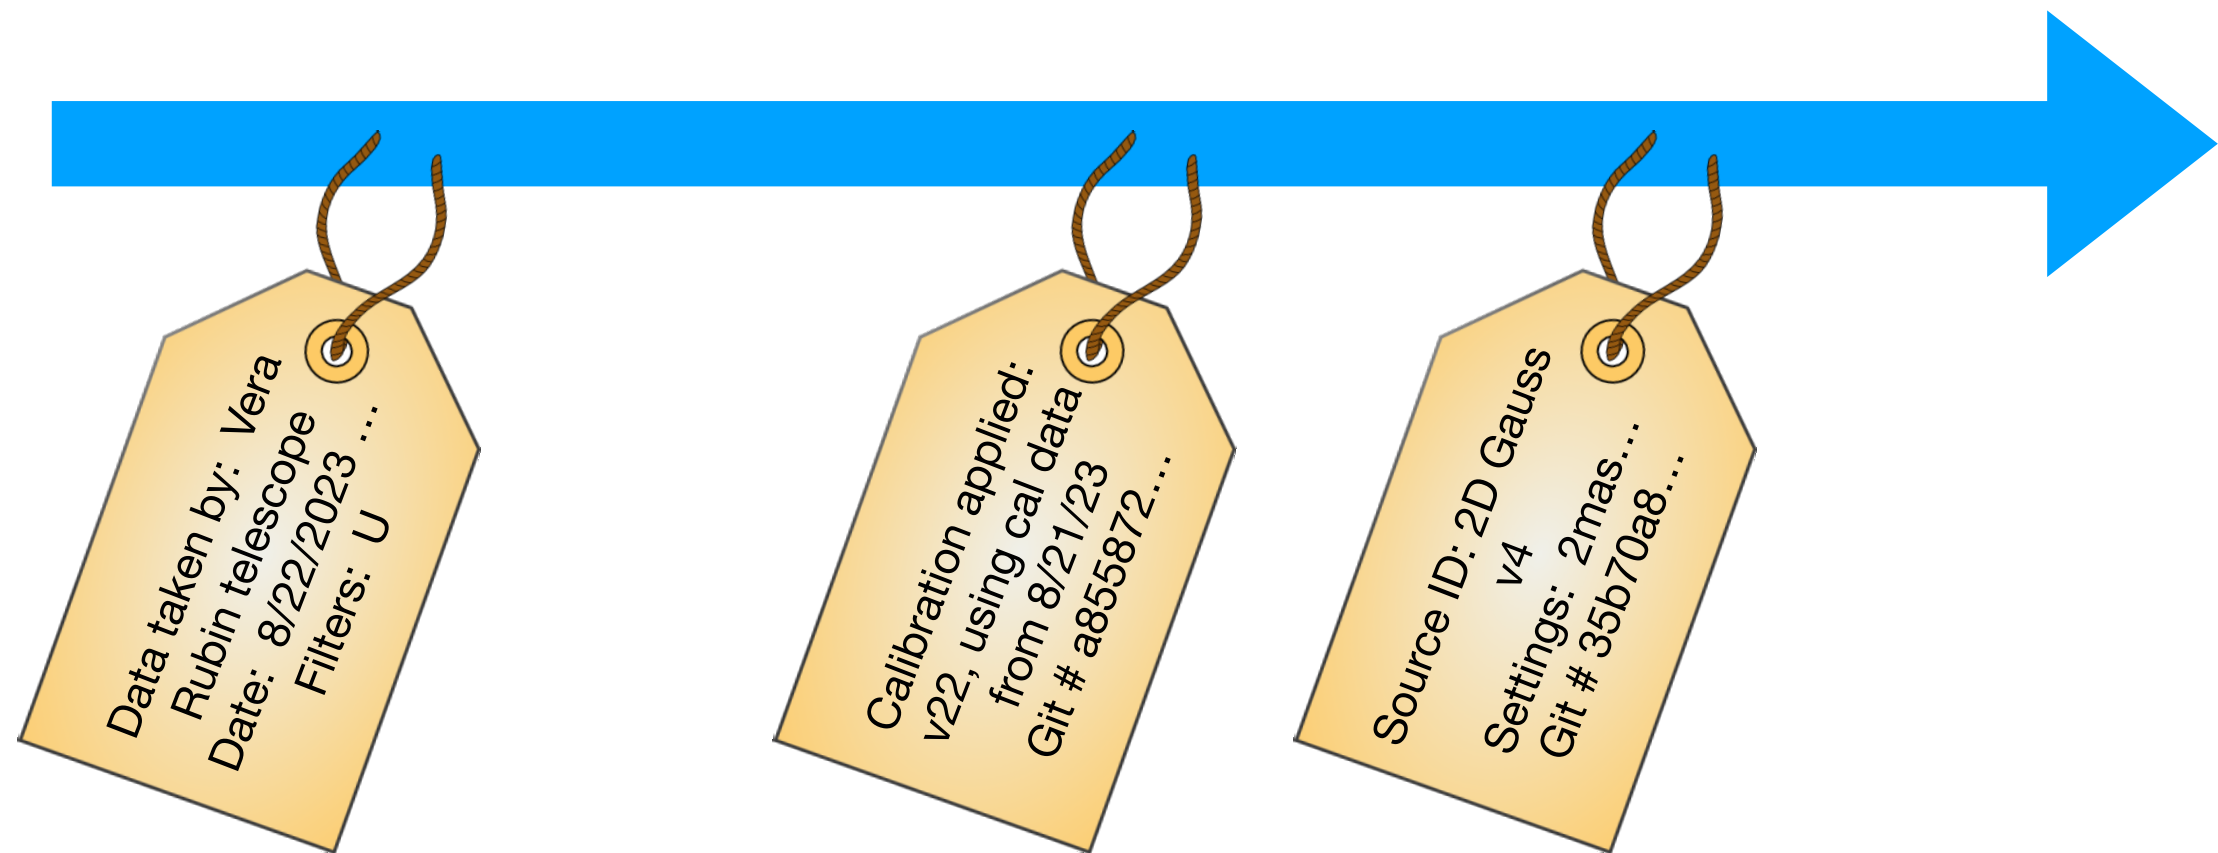 Data taken by: Vera
Rubin telescope
Date: 8/22/2023 ...
Filters: U
Calibration applied:
v22, using cal data
from 8/21/23
Git # a855872...
Source ID: 2D Gauss
v4
Settings: 2mas...
Git # 35b70a8...